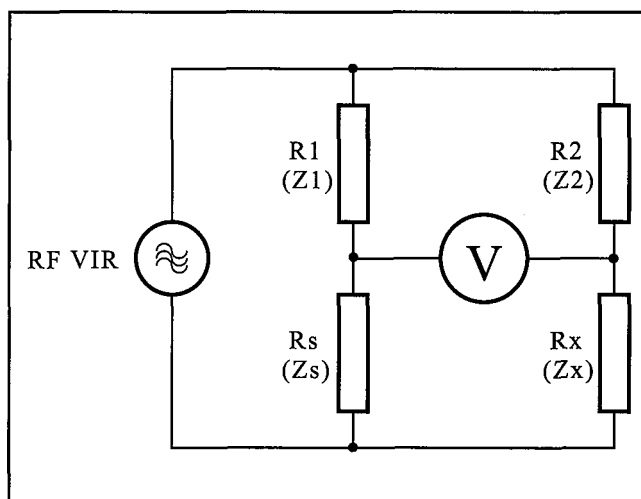 R1
(Z1)
R2
(Z2)
RF VIR
V
Rs
(Zs)
Rx
(Zx)